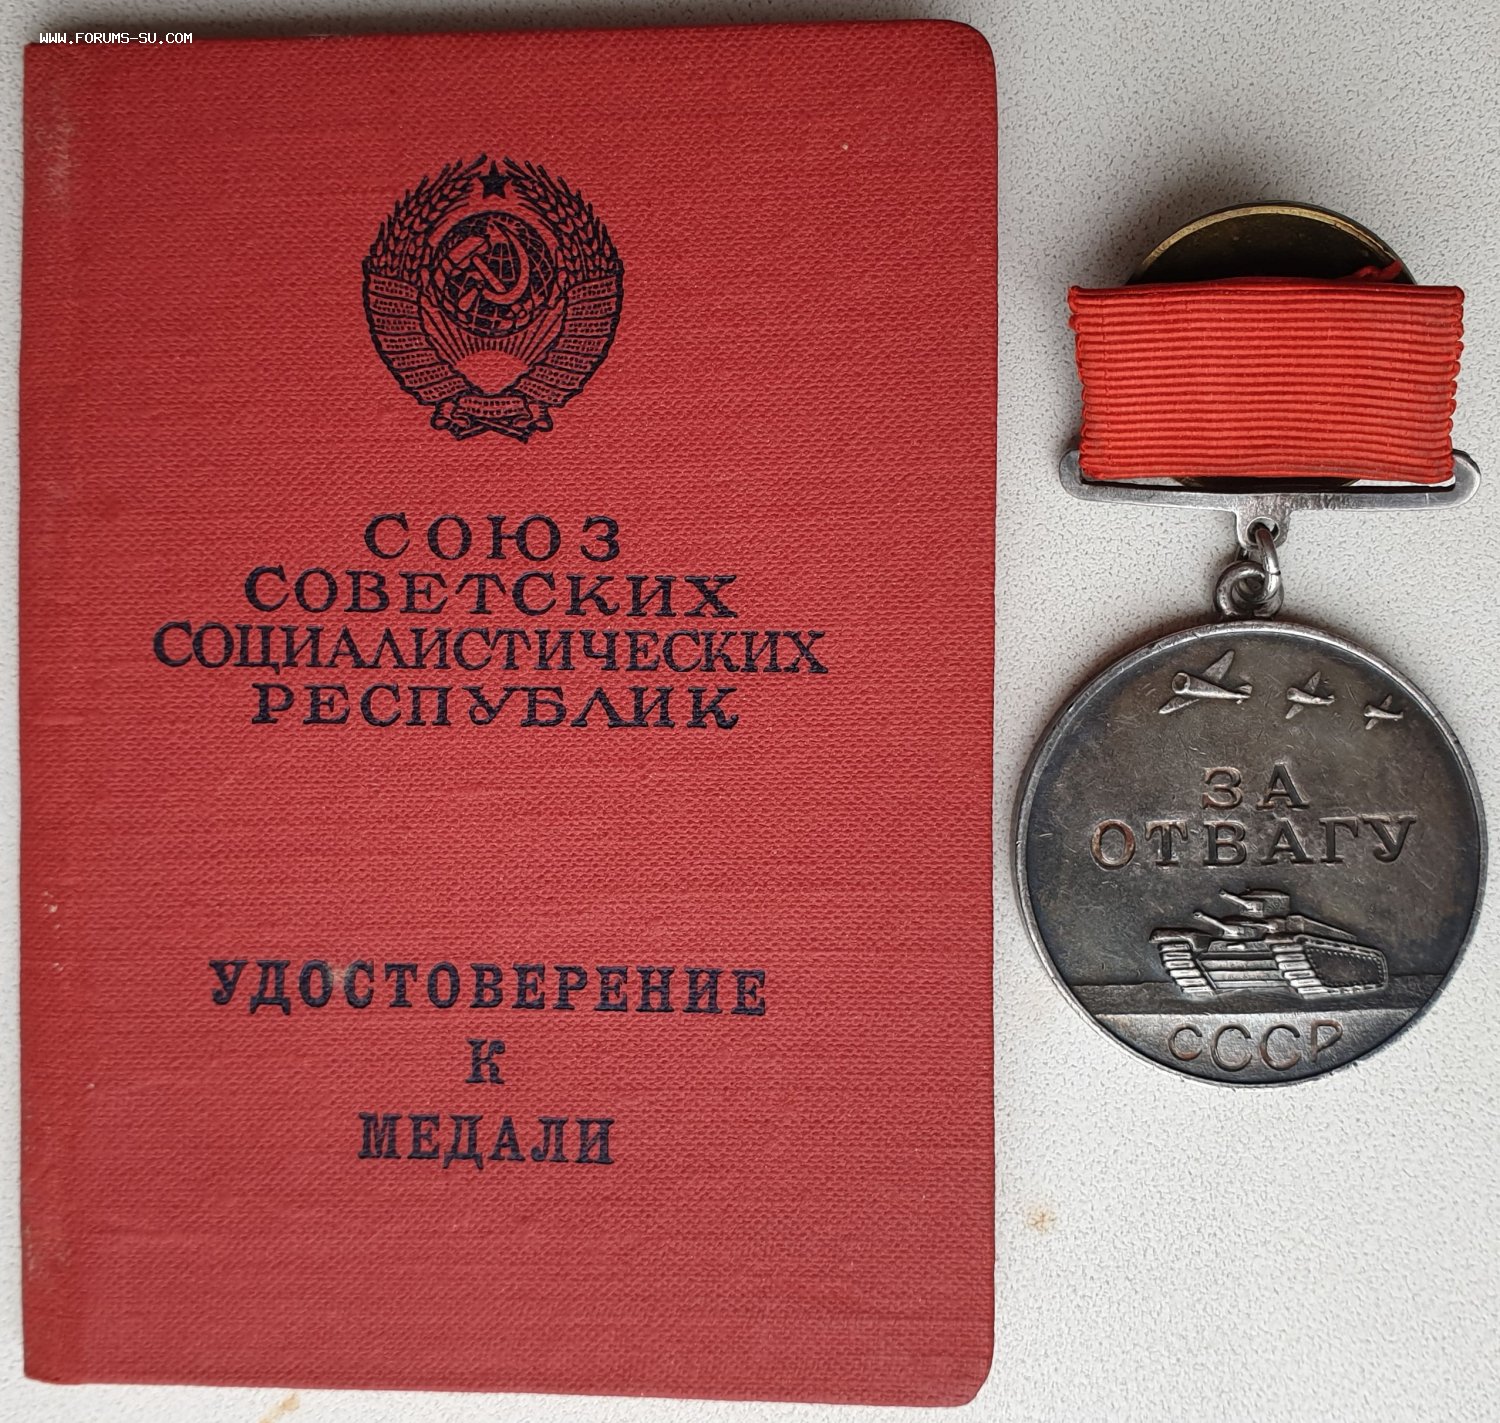 WWW.FORUMS-SU.COM
СОЮЗ
СОВЕТСКИХ
СОЦИАЛИСТИЧЕСКИХ
РЕСПУБЛИК
УДОСТОВЕРЕНИЕ
К
МЕДАЛИ
ЗА
ОТВАГУ
СССР